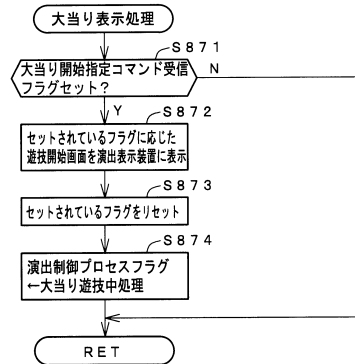 大当り表示処理
S871
大当り開始指定コマンド受信
フラグセット?
N
Y
S872
セットされているフラグに応じた
遊技開始画面を演出表示装置に表示
S873
セットされているフラグをリセット
S874
演出制御プロセスフラグ
←大当り遊技中処理
RET